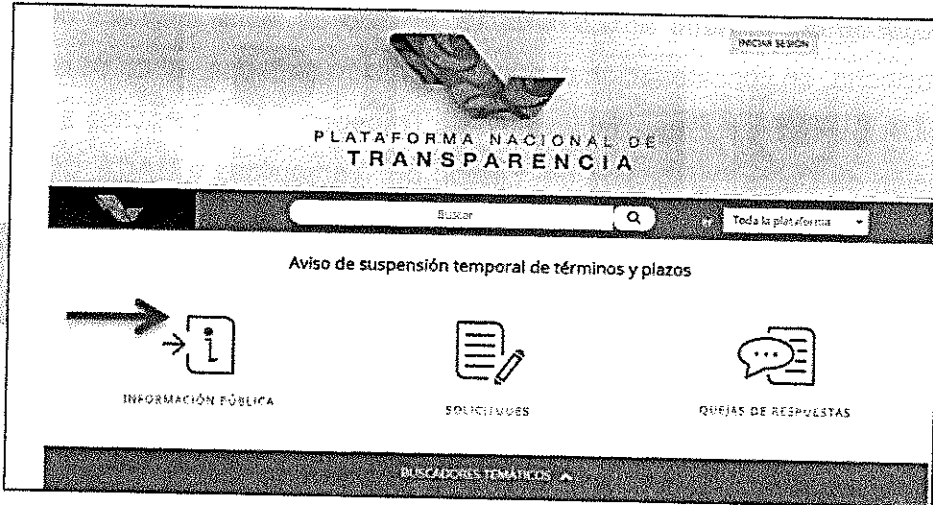 INICIAR SESIÓN
PLATAFORMA NACIONAL DE
TRANSPARENCIA
Buscar
Toda la plataforma
Aviso de suspensión temporal de términos y plazos
INFORMACIÓN PÚBLICA
SOLICITUDES
QUEJAS DE RESPUESTAS
BUSCADORES TEMÁTICOS